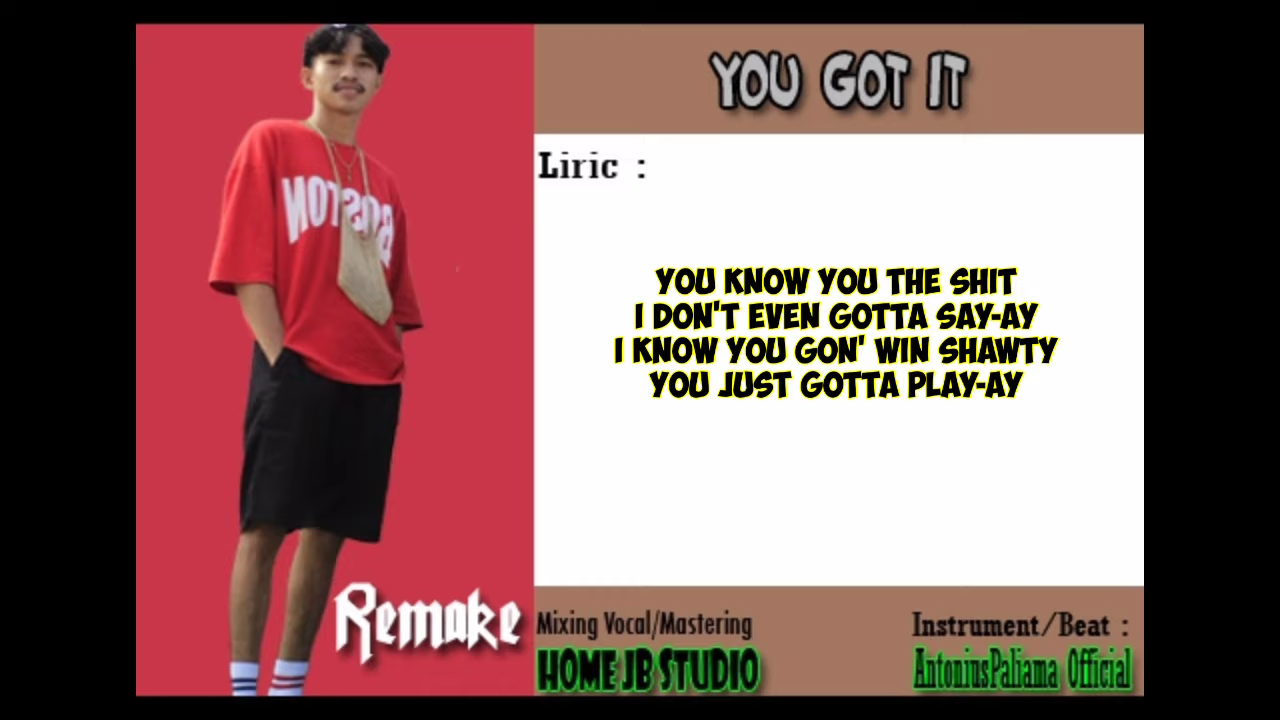 YOU GOT IT
Liric :
YOU KNOW YOU THE SHIT
I DON'T EVEN GOTTA SAY-AY
I KNOW YOU GON' WIN SHAWTY
YOU JUST GOTTA PLAY-AY
BOSTON
Remake
Mixing Vocal/Mastering
HOME JB STUDIO
Instrument/Beat :
AntoniusPaliama Official